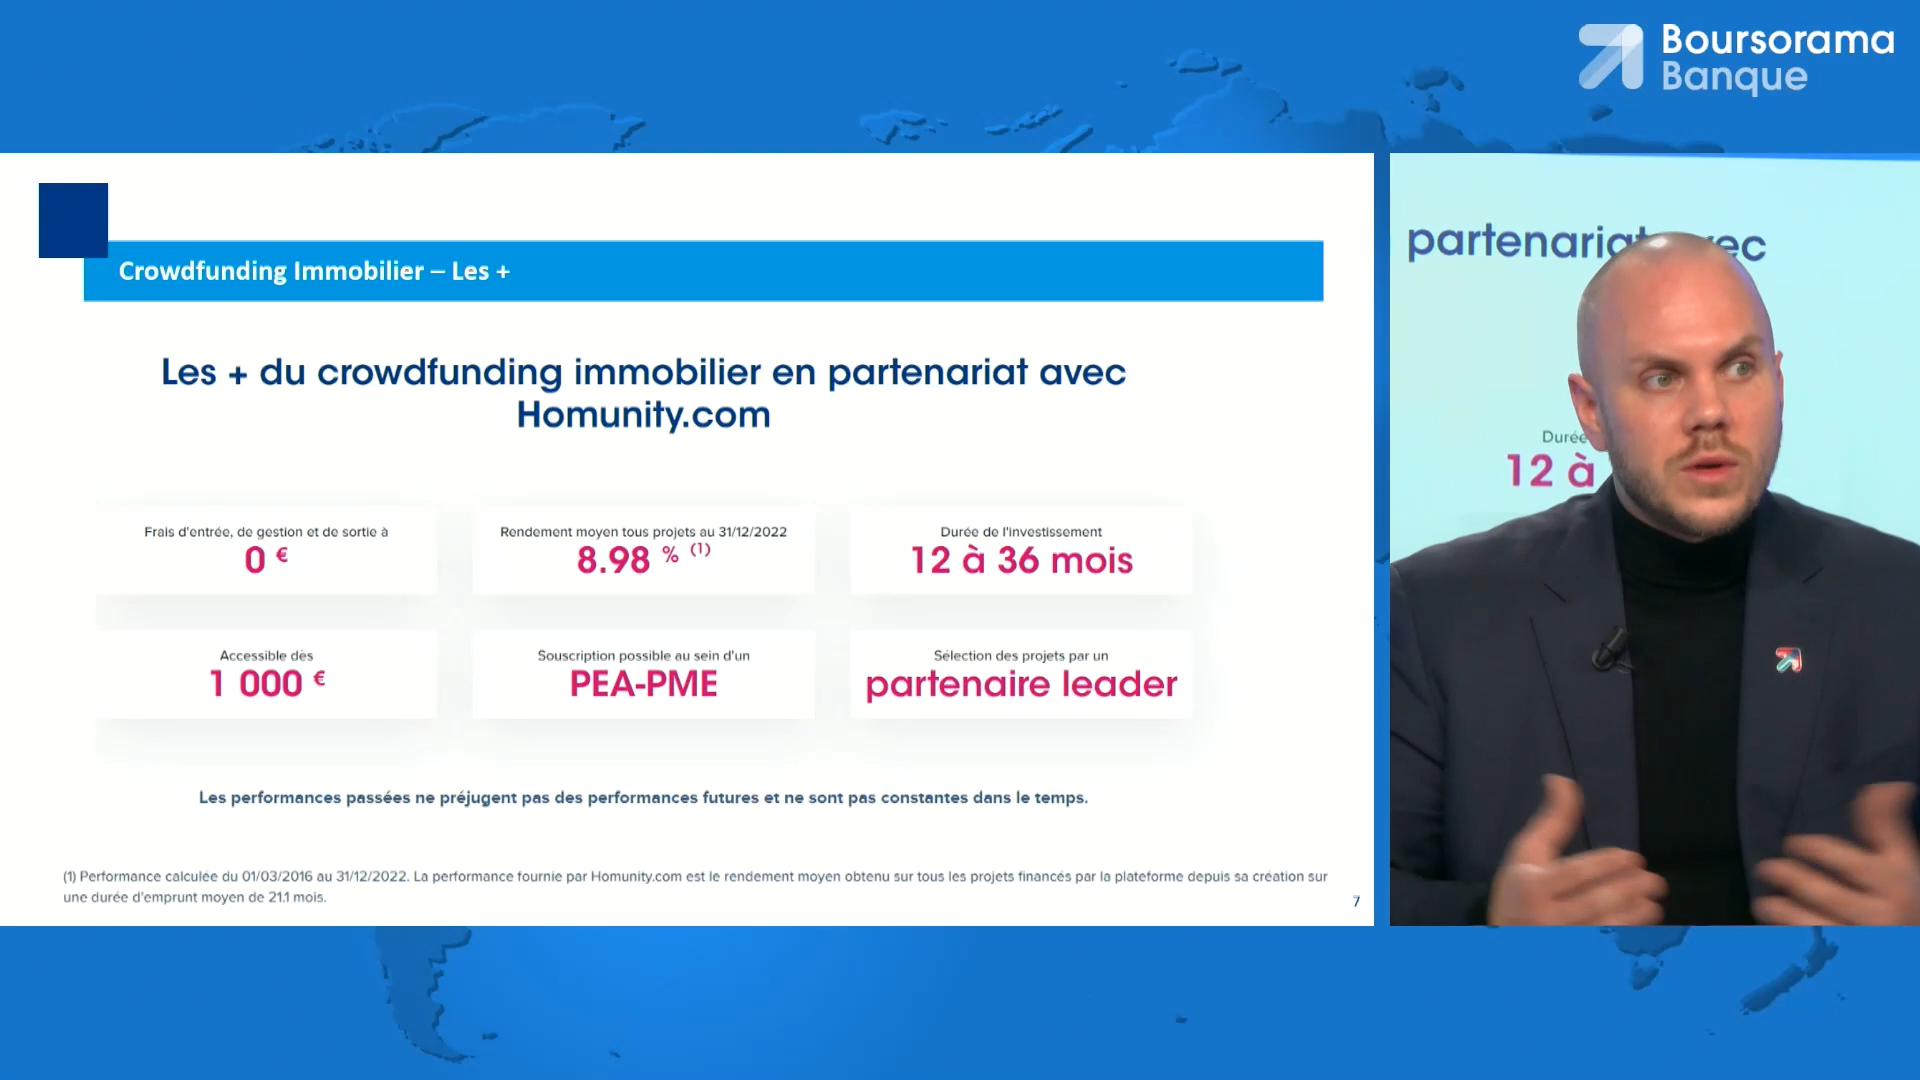 Boursorama
Banque
Crowdfunding Immobilier – Les +
Les + du crowdfunding immobilier en partenariat avec
Homunity.com
Frais d'entrée, de gestion et de sortie à
0 €
Rendement moyen tous projets au 31/12/2022
8.98 % (1)
Durée de l'investissement
12 à 36 mois
Accessible dès
1 000 €
Souscription possible au sein d'un
PEA-PME
Sélection des projets par un
partenaire leader
Les performances passées ne préjugent pas des performances futures et ne sont pas constantes dans le temps.
(1) Performance calculée du 01/03/2016 au 31/12/2022. La performance fournie par Homunity.com est le rendement moyen obtenu sur tous les projets financés par la plateforme depuis sa création sur
une durée d'emprunt moyen de 21.1 mois.
7
Durée
12 à